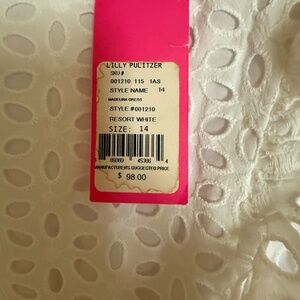 LILLY PULITZER
SKU#
001210 115 1AS
STYLE NAME 14
MADEIRA DRESS
STYLE #001210
RESORT WHITE
SIZE: 14
MANUFACTURERS SUGGESTED PRICE
$ 98.00